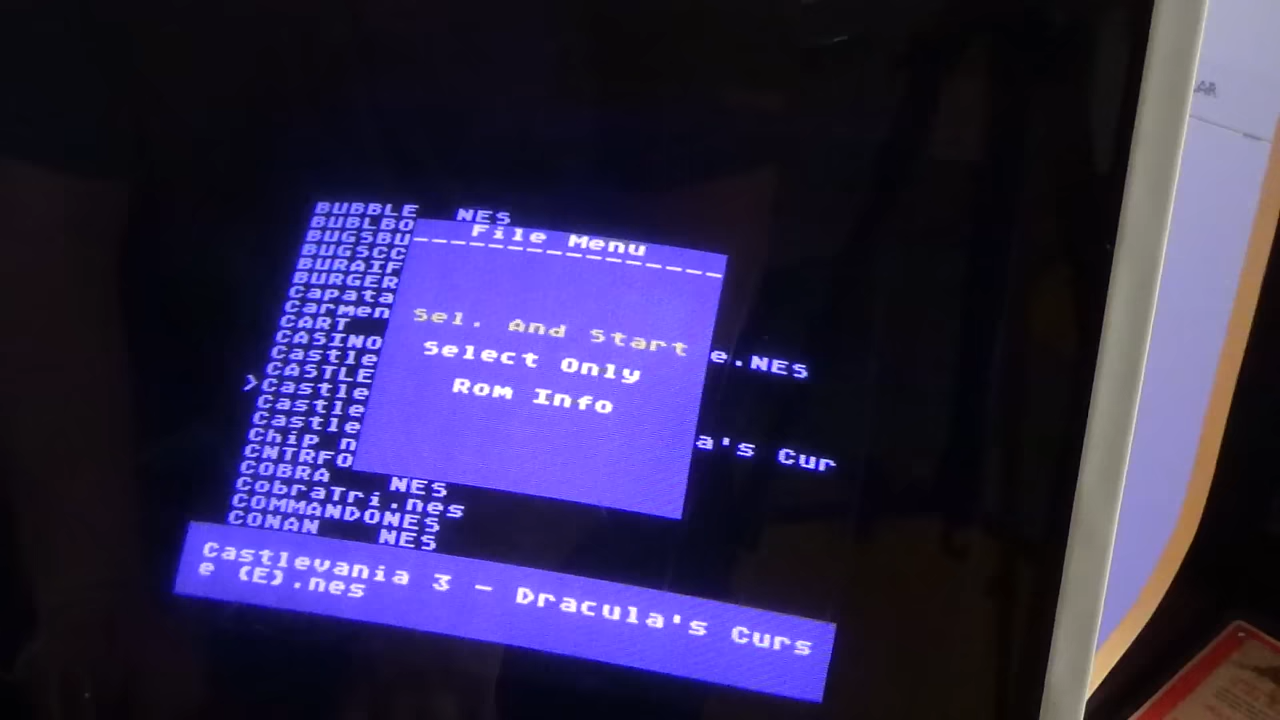 BUBBLE NES
BUBLBO
BUGSBU
BUGSCC
BURAIF
BURGER
Capata
Carmen
CART
CASINO
Castle e.NES
CASTLE
>Castle
Castle
Castle a's Cur
Chip n
CNTRFO
COBRA NES
CobraTri.nes
COMMANDONES
CONAN NES
File Menu
Sel. And Start
Select Only
Rom Info
Castlevania 3 - Dracula's Curs
e (E).nes